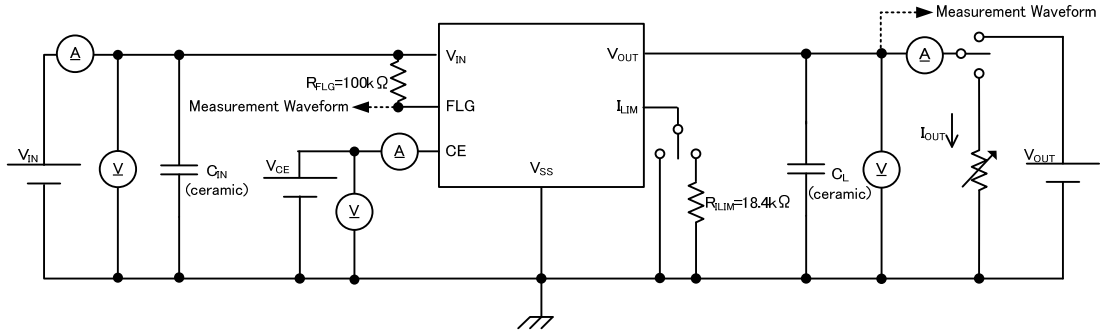 Measurement Waveform
A
A
VIN
VOUT
RFLG=100kΩ
Measurement Waveform
FLG
ILIM
CE
A
VIN
V
CIN
(ceramic)
VCE
V
VSS
RILIM=18.4kΩ
CL
(ceramic)
V
IOUT
VOUT